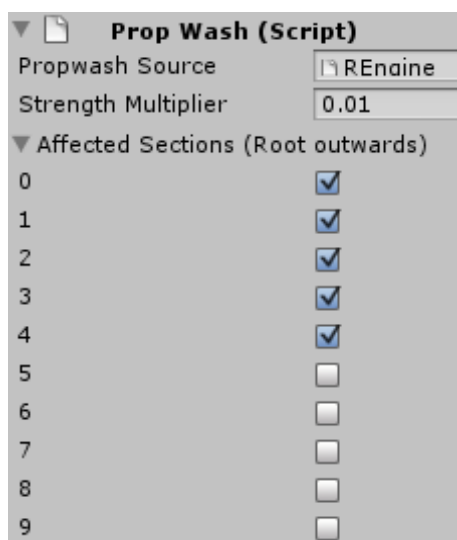 Prop Wash (Script)
Propwash Source REngine
Strength Multiplier 0.01
Affected Sections (Root outwards)
0
1
2
3
4
5
6
7
8
9